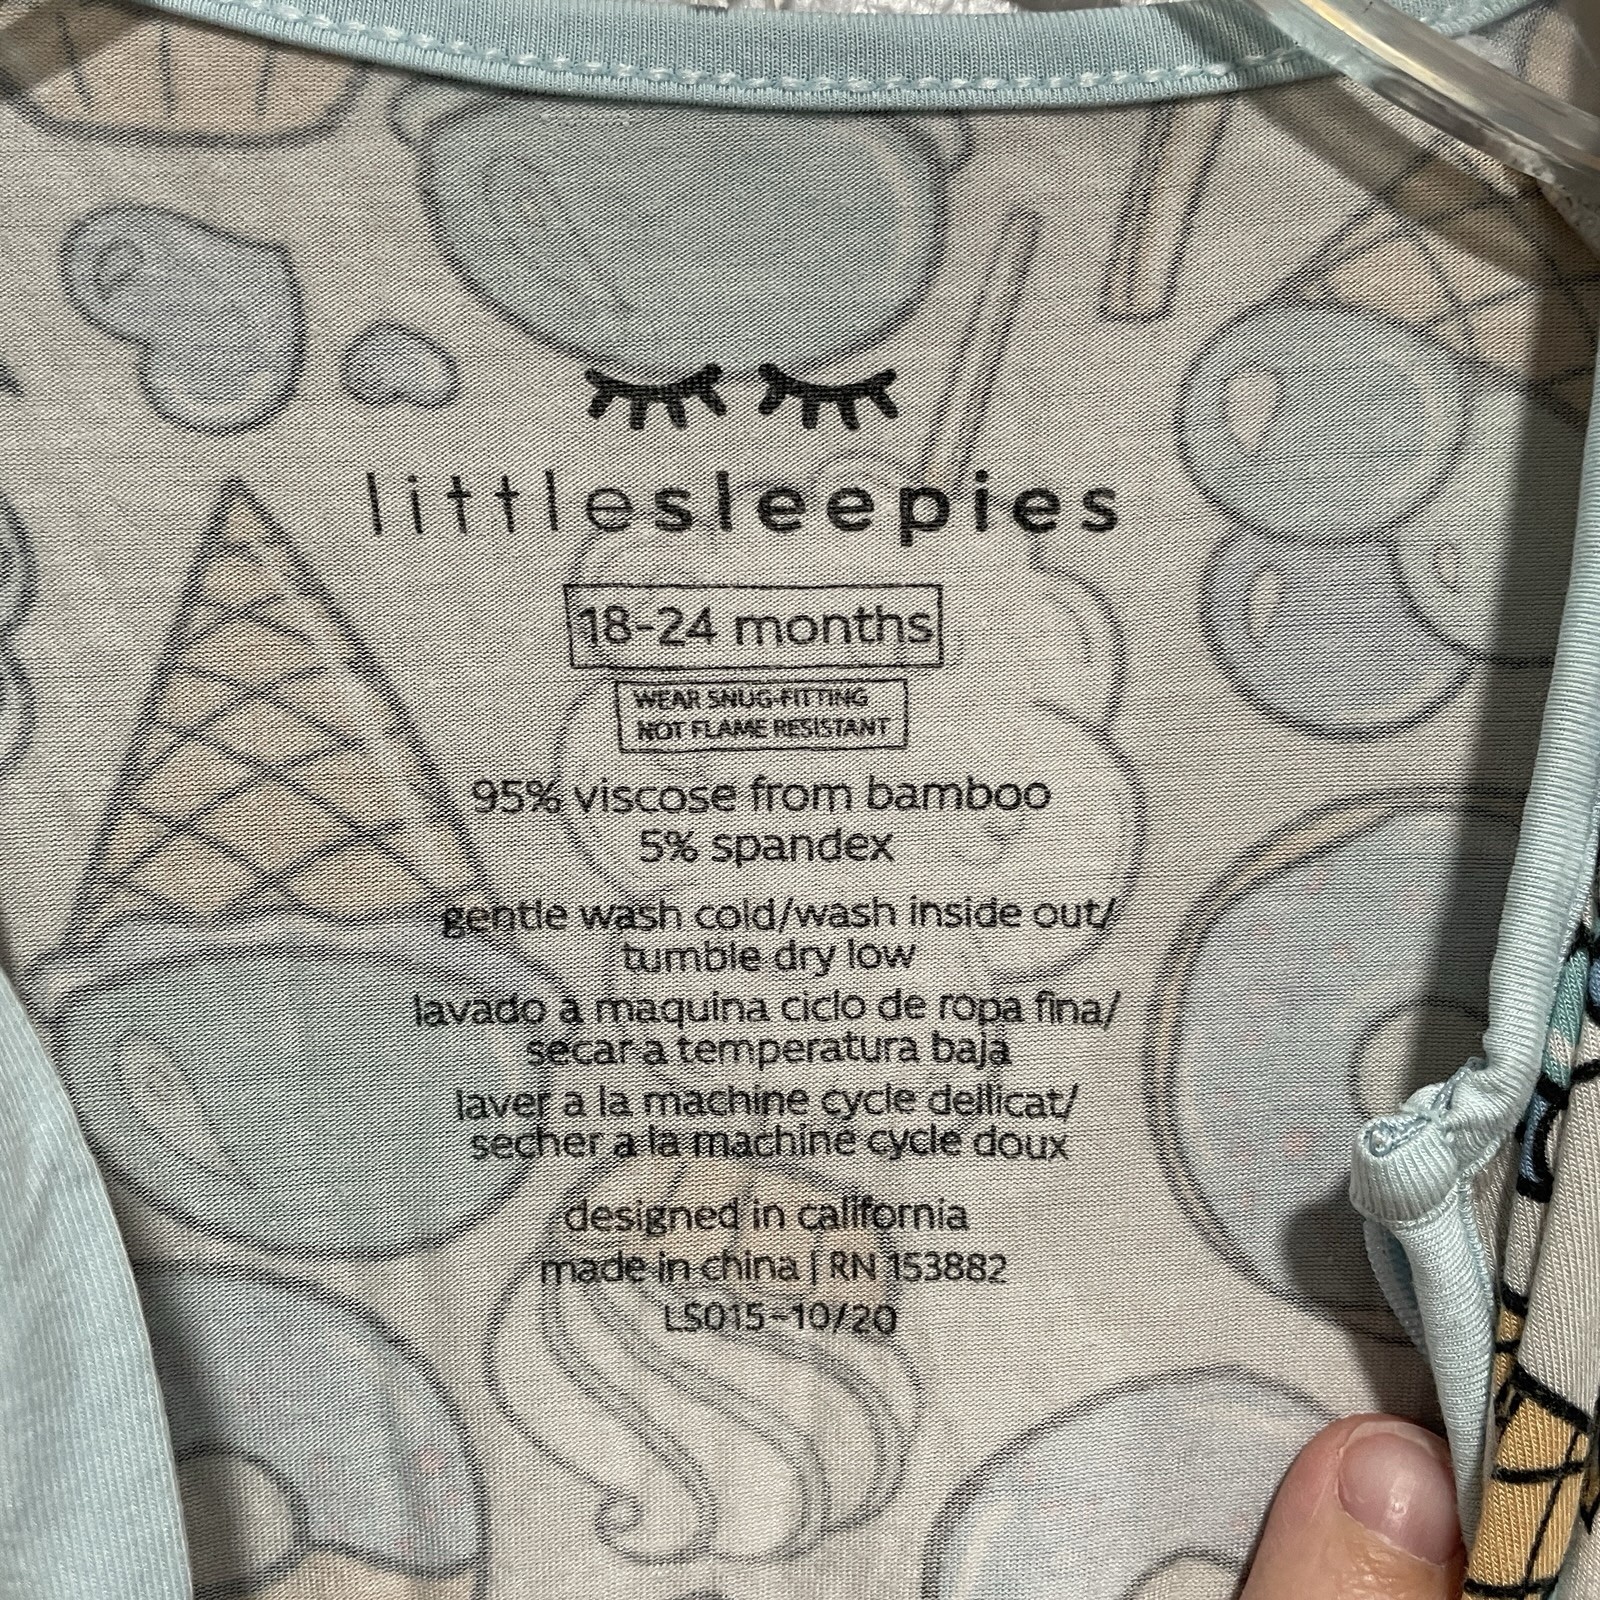 littlesleepies
18-24 months
WEAR SNUG-FITTING
NOT FLAME RESISTANT
95% viscose from bamboo
5% spandex
gentle wash cold/wash inside out/
tumble dry low
lavado a maquina ciclo de ropa fina/
secar a temperatura baja
laver a la machine cycle dellicat/
secher a la machine cycle doux
designed in california
made in china | RN 153882
LS015-10/20